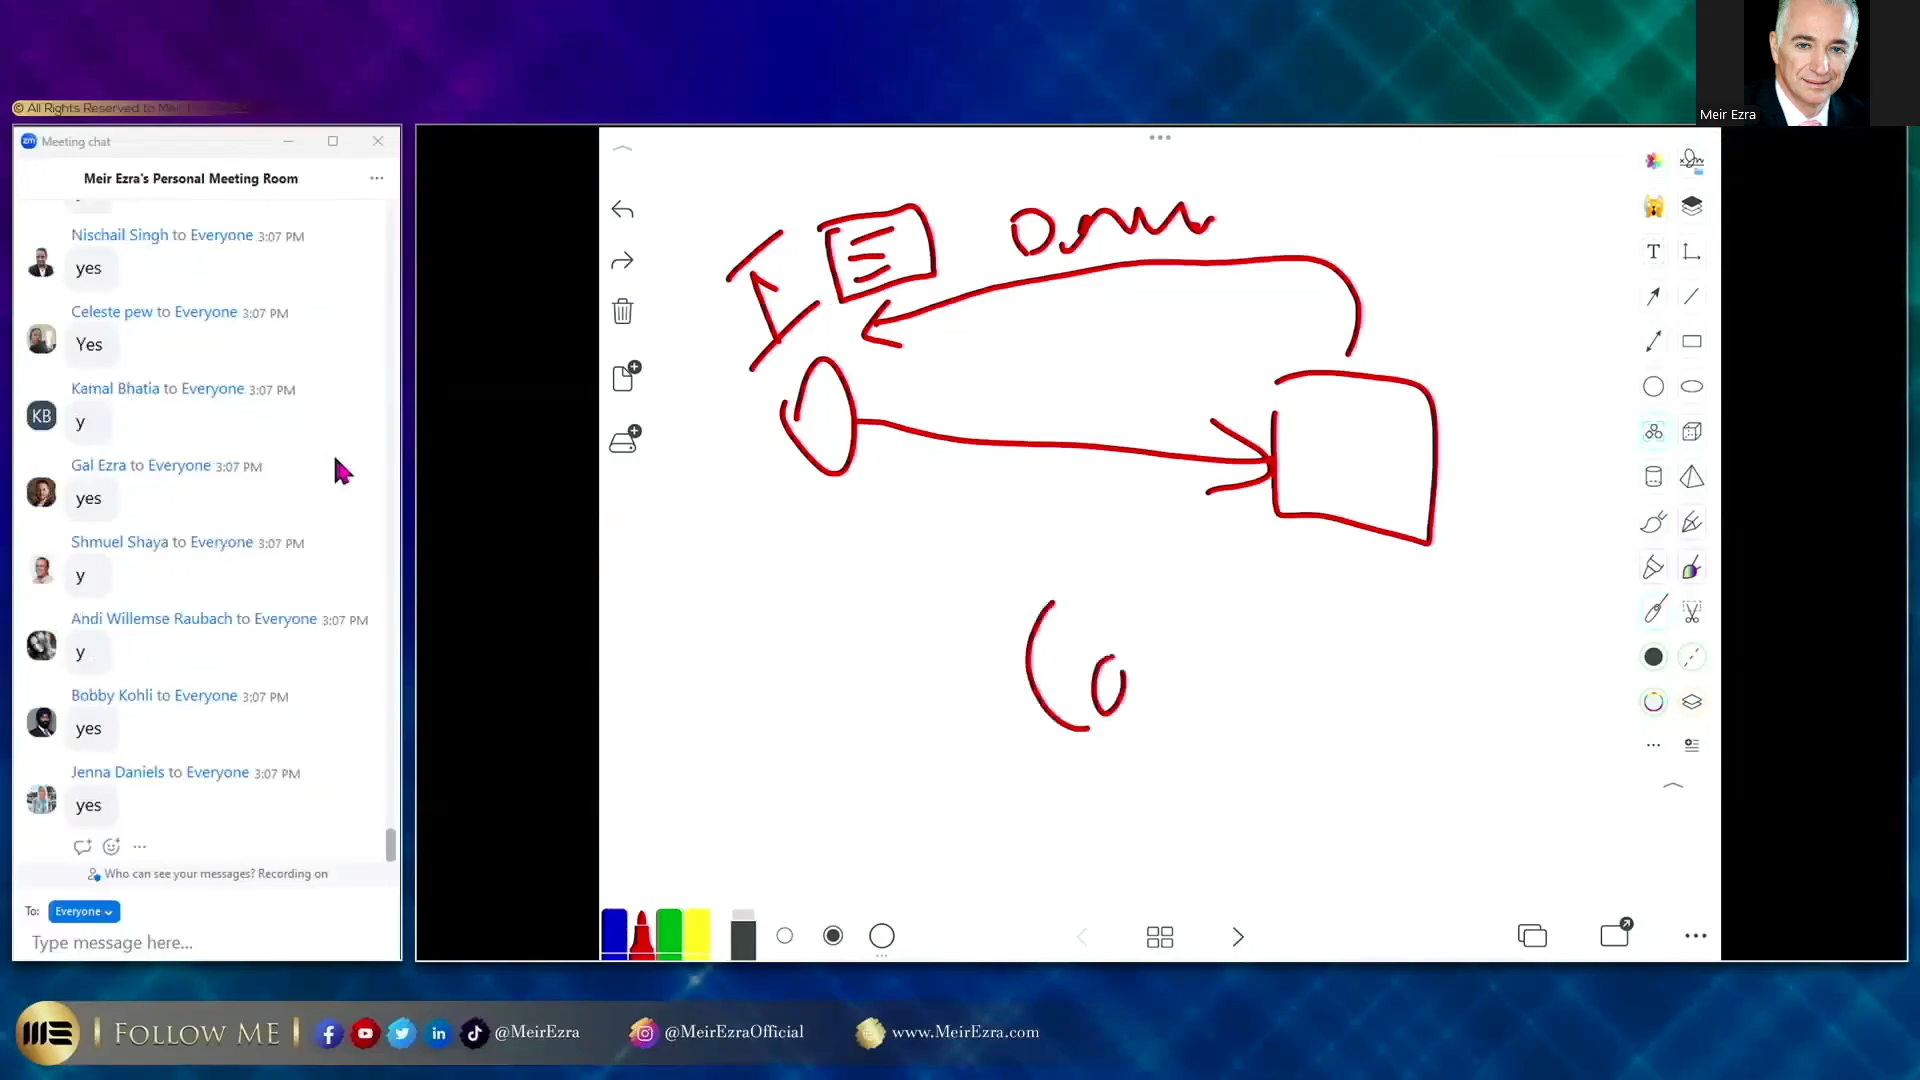 © All Rights Reserved to Meir
Meir Ezra
zm Meeting chat
Meir Ezra's Personal Meeting Room
Nischail Singh to Everyone 3:07 PM
yes
Celeste pew to Everyone 3:07 PM
Yes
Kamal Bhatia to Everyone 3:07 PM
KB
y
Gal Ezra to Everyone 3:07 PM
yes
Shmuel Shaya to Everyone 3:07 PM
y
Andi Willemse Raubach to Everyone 3:07 PM
y
Bobby Kohli to Everyone 3:07 PM
yes
Jenna Daniels to Everyone 3:07 PM
yes
Who can see your messages? Recording on
To: Everyone
Type message here...
T
Co
ME FOLLOW ME @MeirEzra @MeirEzraOfficial www.MeirEzra.com